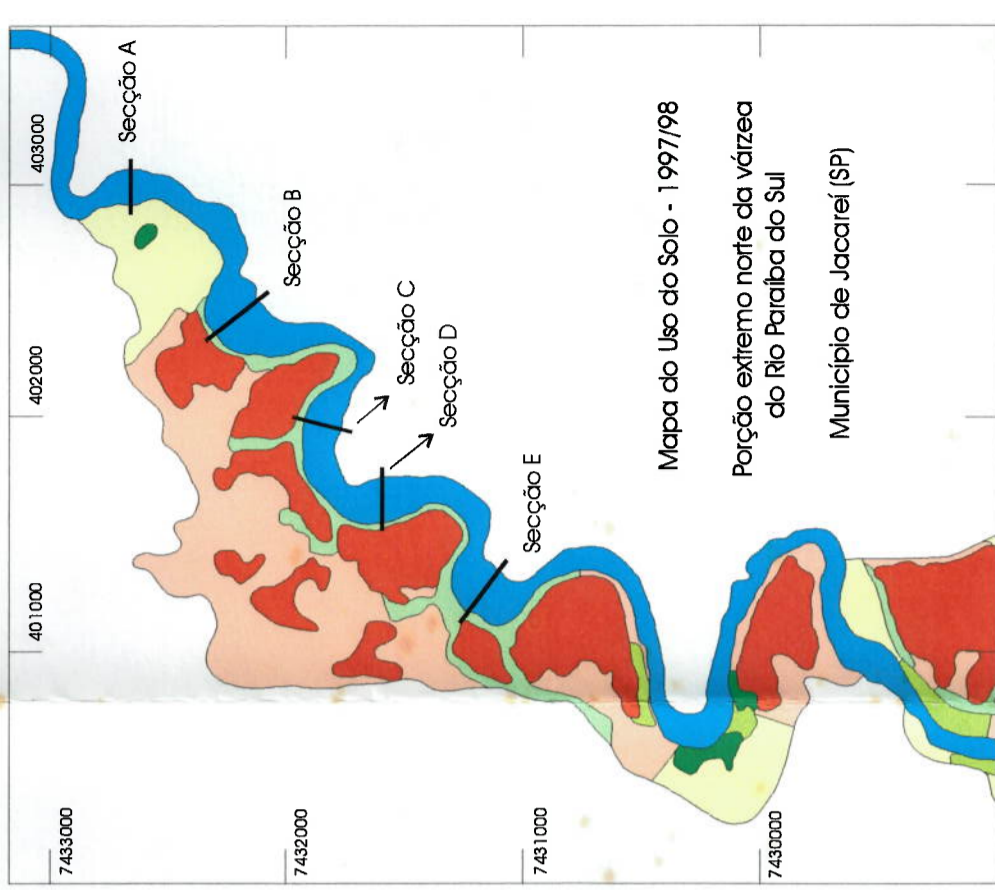 Secção A
Secção B
Secção C
Secção D
Secção E
Mapa do Uso do Solo - 1997/98
Porção extremo norte da várzea
do Rio Paraíba do Sul
Município de Jacareí (SP)
403000
402000
401000
7433000
7432000
7431000
7430000